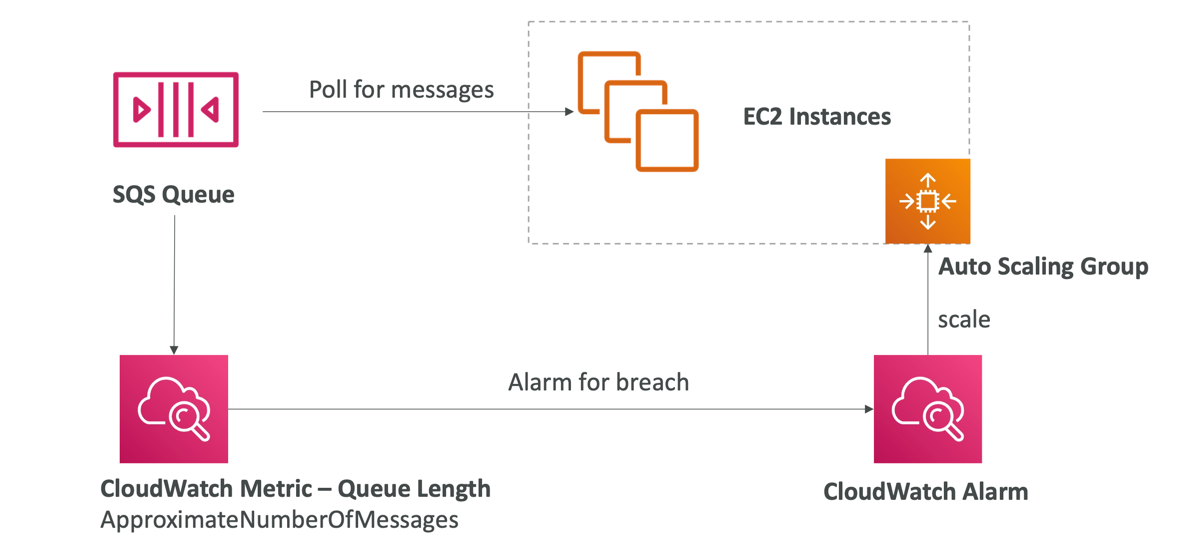 Poll for messages
EC2 Instances
SQS Queue
Auto Scaling Group
scale
Alarm for breach
CloudWatch Metric – Queue Length
ApproximateNumberOfMessages
CloudWatch Alarm